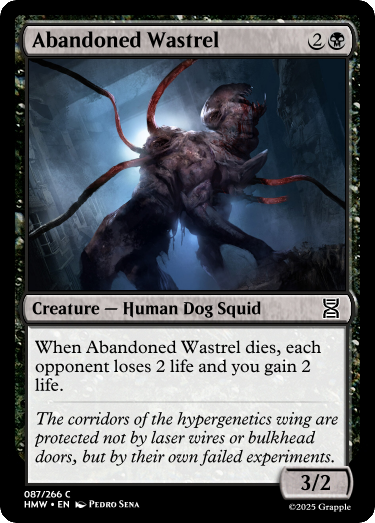 Abandoned Wastrel 2
Creature — Human Dog Squid
When Abandoned Wastrel dies, each
opponent loses 2 life and you gain 2
life.
The corridors of the hypergenetics wing are
protected not by laser wires or bulkhead
doors, but by their own failed experiments.
3/2
087/266 C
HMW • EN Pedro Sena
©2025 Grapple